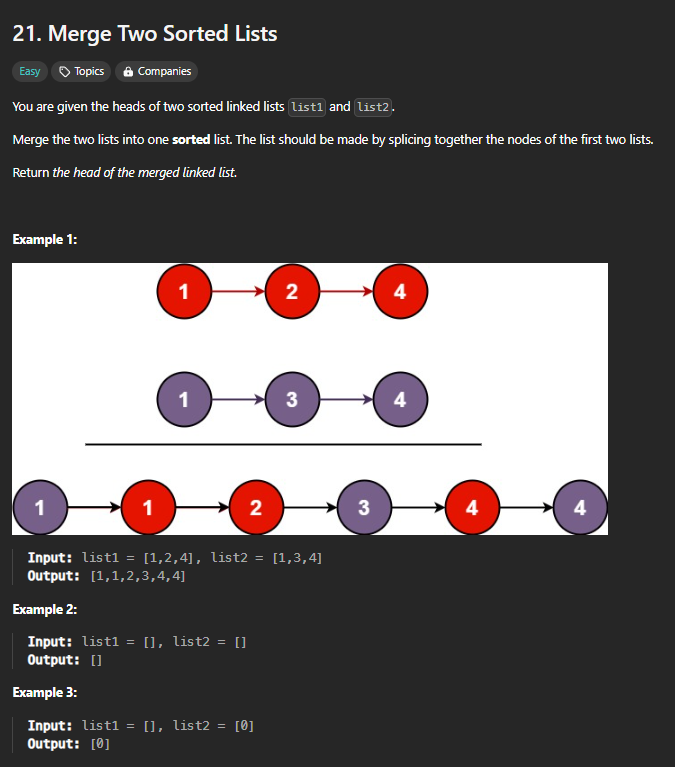 21. Merge Two Sorted Lists
Easy Topics Companies
You are given the heads of two sorted linked lists list1 and list2.
Merge the two lists into one sorted list. The list should be made by splicing together the nodes of the first two lists.
Return the head of the merged linked list.
Example 1:
1 2 4
1 3 4
1 1 2 3 4 4
Input: list1 = [1,2,4], list2 = [1,3,4]
Output: [1,1,2,3,4,4]
Example 2:
Input: list1 = [], list2 = []
Output: []
Example 3:
Input: list1 = [], list2 = [0]
Output: [0]